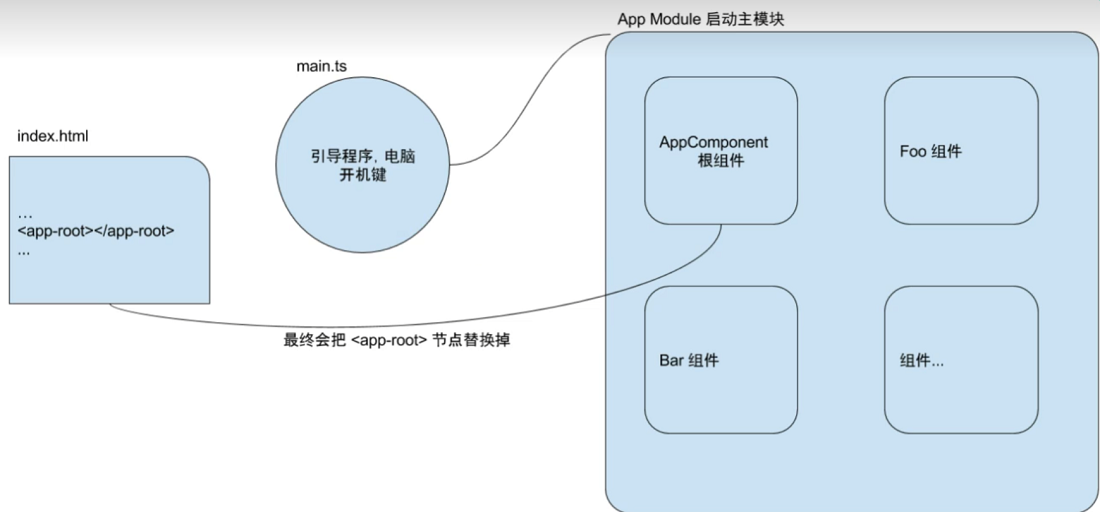 App Module 启动主模块
main.ts
index.html
引导程序, 电脑
开机键
AppComponent
根组件
Foo 组件
…
<app-root></app-root>
...
最终会把 <app-root> 节点替换掉
Bar 组件
组件...